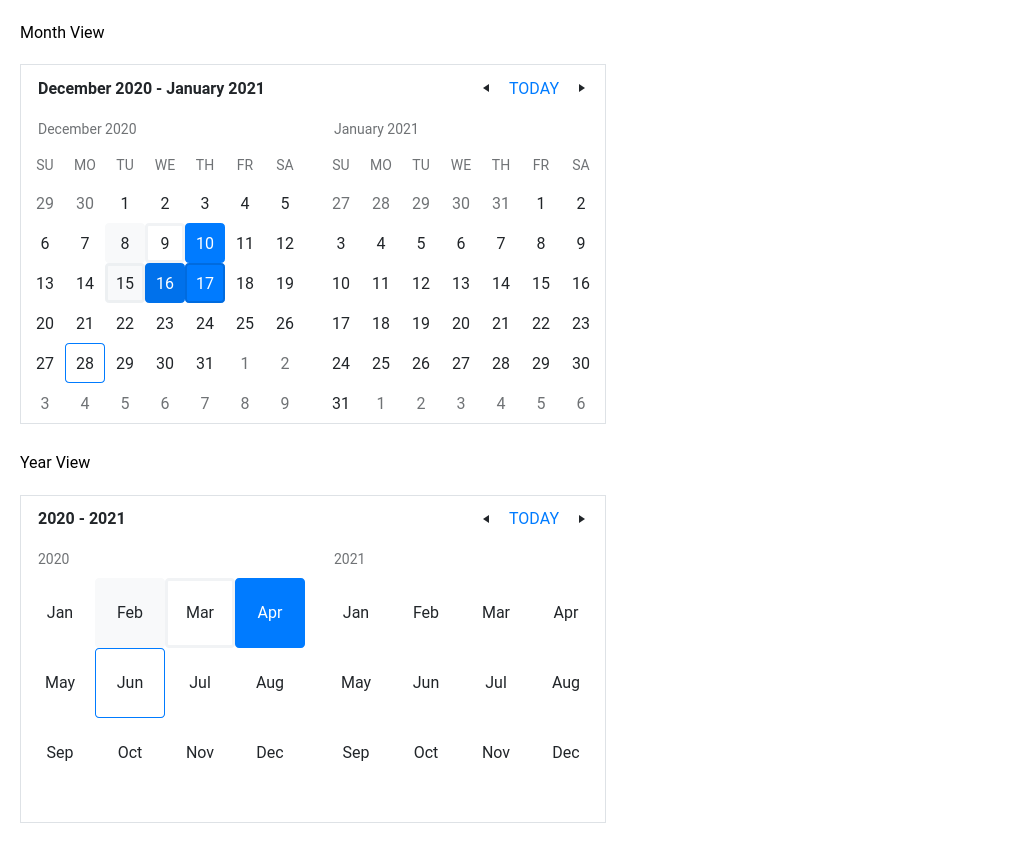 Month View
December 2020 - January 2021 ◄ TODAY ►
December 2020 January 2021
SU MO TU WE TH FR SA SU MO TU WE TH FR SA
29 30 1 2 3 4 5 27 28 29 30 31 1 2
6 7 8 9 10 11 12 3 4 5 6 7 8 9
13 14 15 16 17 18 19 10 11 12 13 14 15 16
20 21 22 23 24 25 26 17 18 19 20 21 22 23
27 28 29 30 31 1 2 24 25 26 27 28 29 30
3 4 5 6 7 8 9 31 1 2 3 4 5 6
Year View
2020 - 2021 ◄ TODAY ►
2020 2021
Jan Feb Mar Apr Jan Feb Mar Apr
May Jun Jul Aug May Jun Jul Aug
Sep Oct Nov Dec Sep Oct Nov Dec